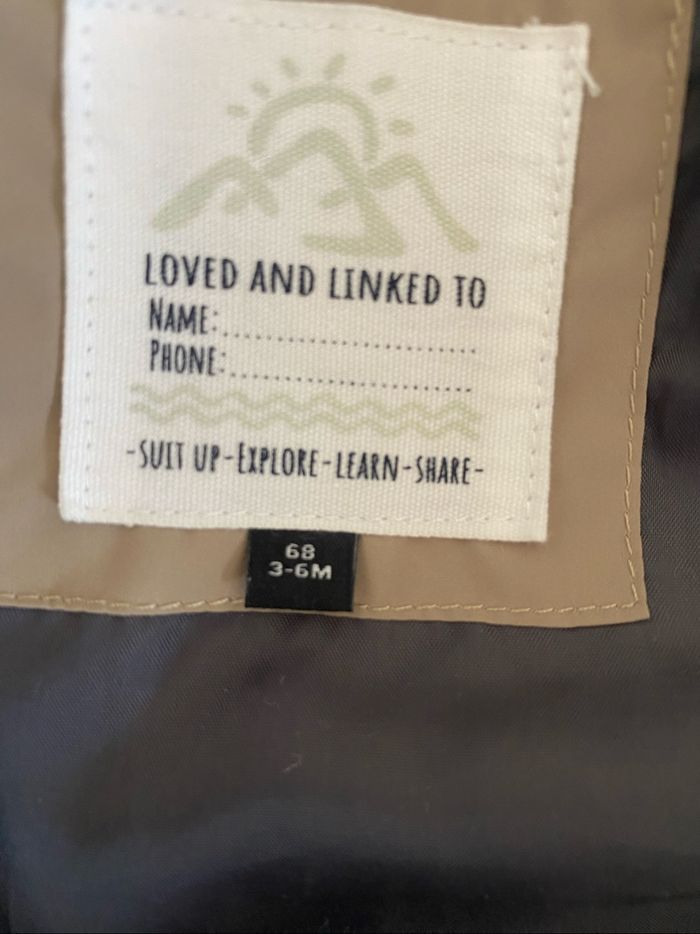 LOVED AND LINKED TO
NAME:........................
PHONE:........................
-SUIT UP-EXPLORE-LEARN-SHARE-
68
3-6M